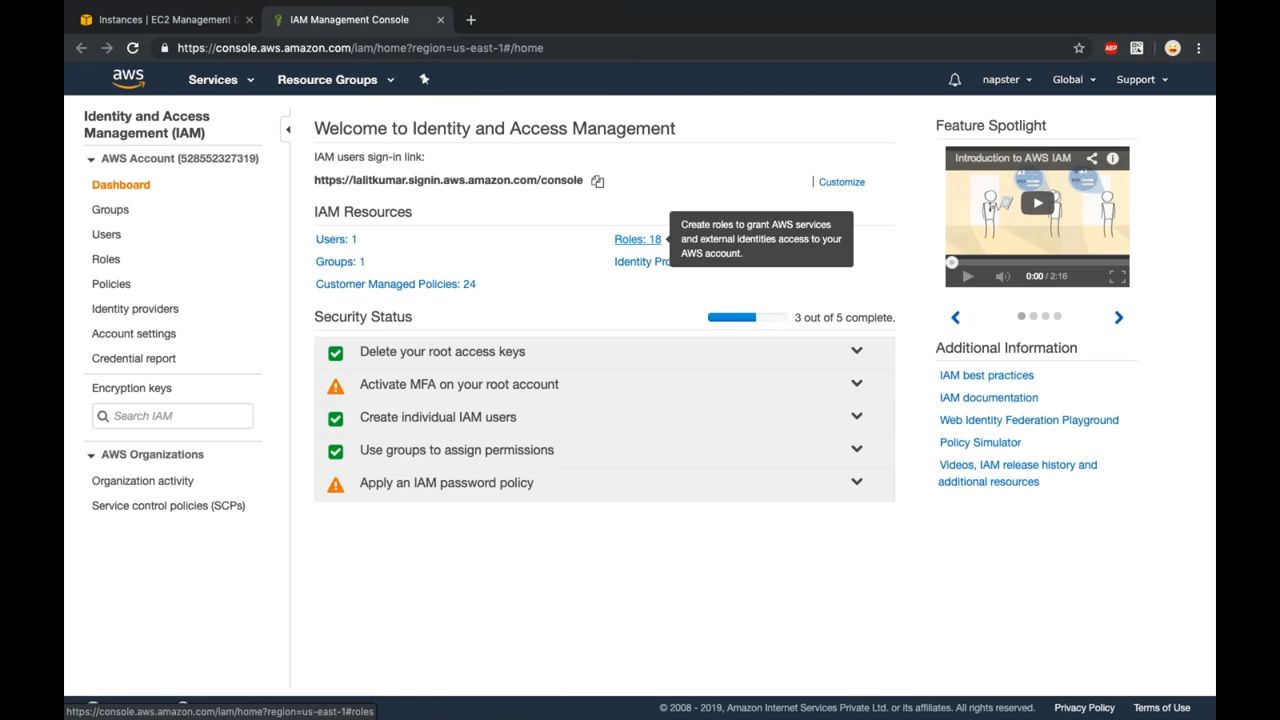 Instances | EC2 Management C
IAM Management Console
https://console.aws.amazon.com/iam/home?region=us-east-1#/home
ABP
aws
Services
Resource Groups
napster
Global
Support
Identity and Access
Management (IAM)
AWS Account (528552327319)
Dashboard
Groups
Users
Roles
Policies
Identity providers
Account settings
Credential report
Encryption keys
Search IAM
AWS Organizations
Organization activity
Service control policies (SCPs)
Welcome to Identity and Access Management
IAM users sign-in link:
https://lalitkumar.signin.aws.amazon.com/console
| Customize
IAM Resources
Users: 1
Roles: 18
Groups: 1
Identity Pro
Customer Managed Policies: 24
Create roles to grant AWS services
and external identities access to your
AWS account.
Security Status
3 out of 5 complete.
Delete your root access keys
Activate MFA on your root account
Create individual IAM users
Use groups to assign permissions
Apply an IAM password policy
Feature Spotlight
Introduction to AWS IAM
0:00 / 2:16
Additional Information
IAM best practices
IAM documentation
Web Identity Federation Playground
Policy Simulator
Videos, IAM release history and
additional resources
https://console.aws.amazon.com/iam/home?region=us-east-1#roles
© 2008 - 2019, Amazon Internet Services Private Ltd. or its affiliates. All rights reserved.
Privacy Policy
Terms of Use